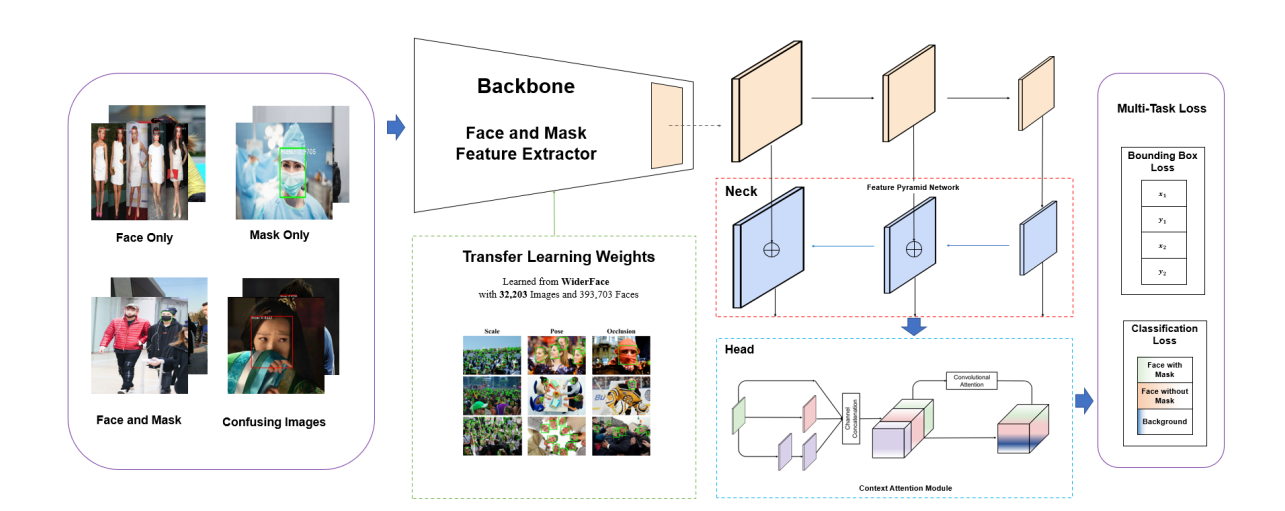 Face Only
Mask Only
Face and Mask
Confusing Images
Backbone
Face and Mask
Feature Extractor
Transfer Learning Weights
Learned from WiderFace
with 32,203 Images and 393,703 Faces
Scale
Pose
Occlusion
Neck
Feature Pyramid Network
Head
Channel
Concatenation
Convolutional
Attention
Context Attention Module
Multi-Task Loss
Bounding Box
Loss
x₁
y₁
x₂
y₂
Classification
Loss
Face with
Mask
Face without
Mask
Background